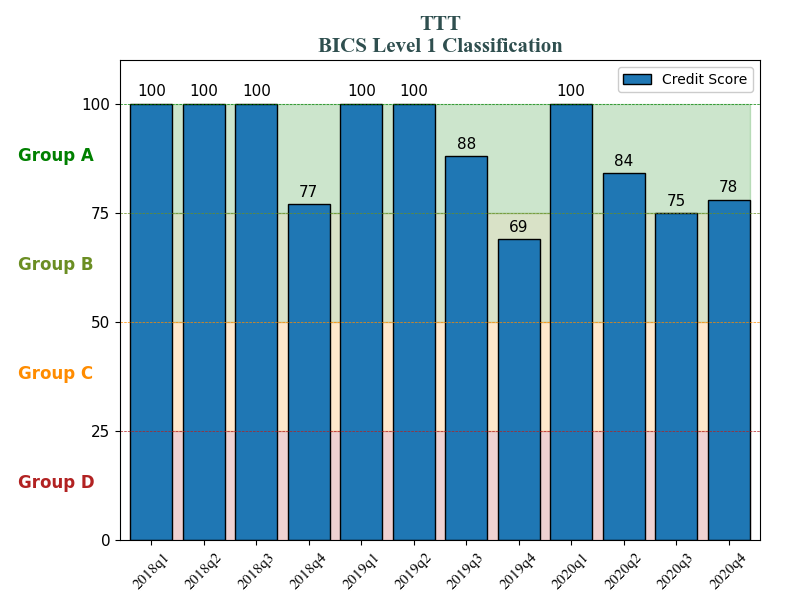 TTT
BICS Level 1 Classification
Credit Score
100 100 100 77 100 100 88 69 100 84 75 78
100
Group A
75
Group B
50
Group C
25
Group D
0
2018q1 2018q2 2018q3 2018q4 2019q1 2019q2 2019q3 2019q4 2020q1 2020q2 2020q3 2020q4